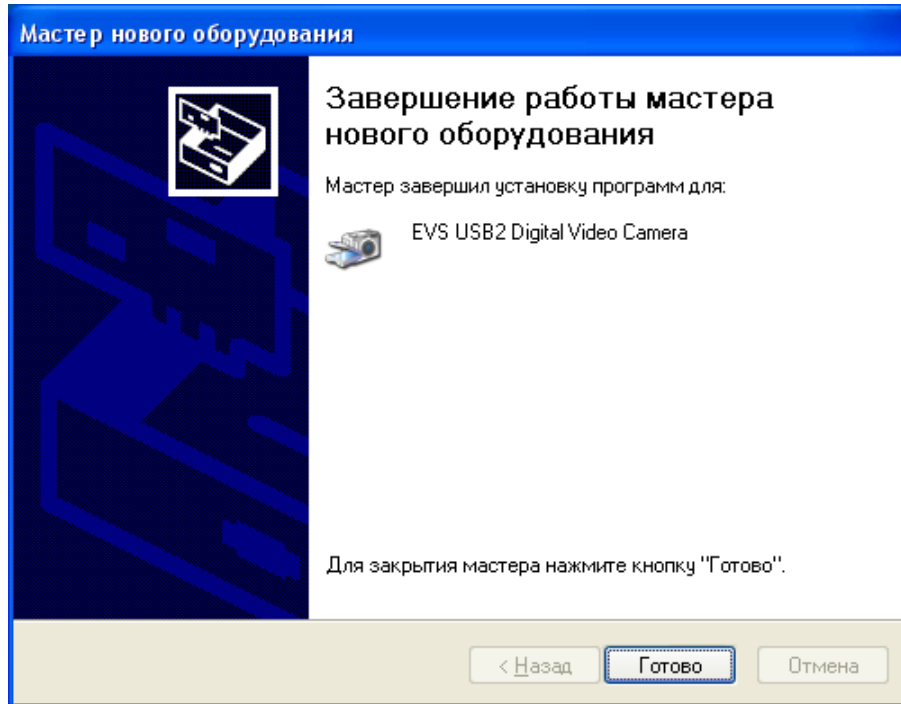 Мастер нового оборудования
Завершение работы мастера
нового оборудования
Мастер завершил установку программ для:
EVS USB2 Digital Video Camera
Для закрытия мастера нажмите кнопку "Готово".
< Назад
Готово
Отмена